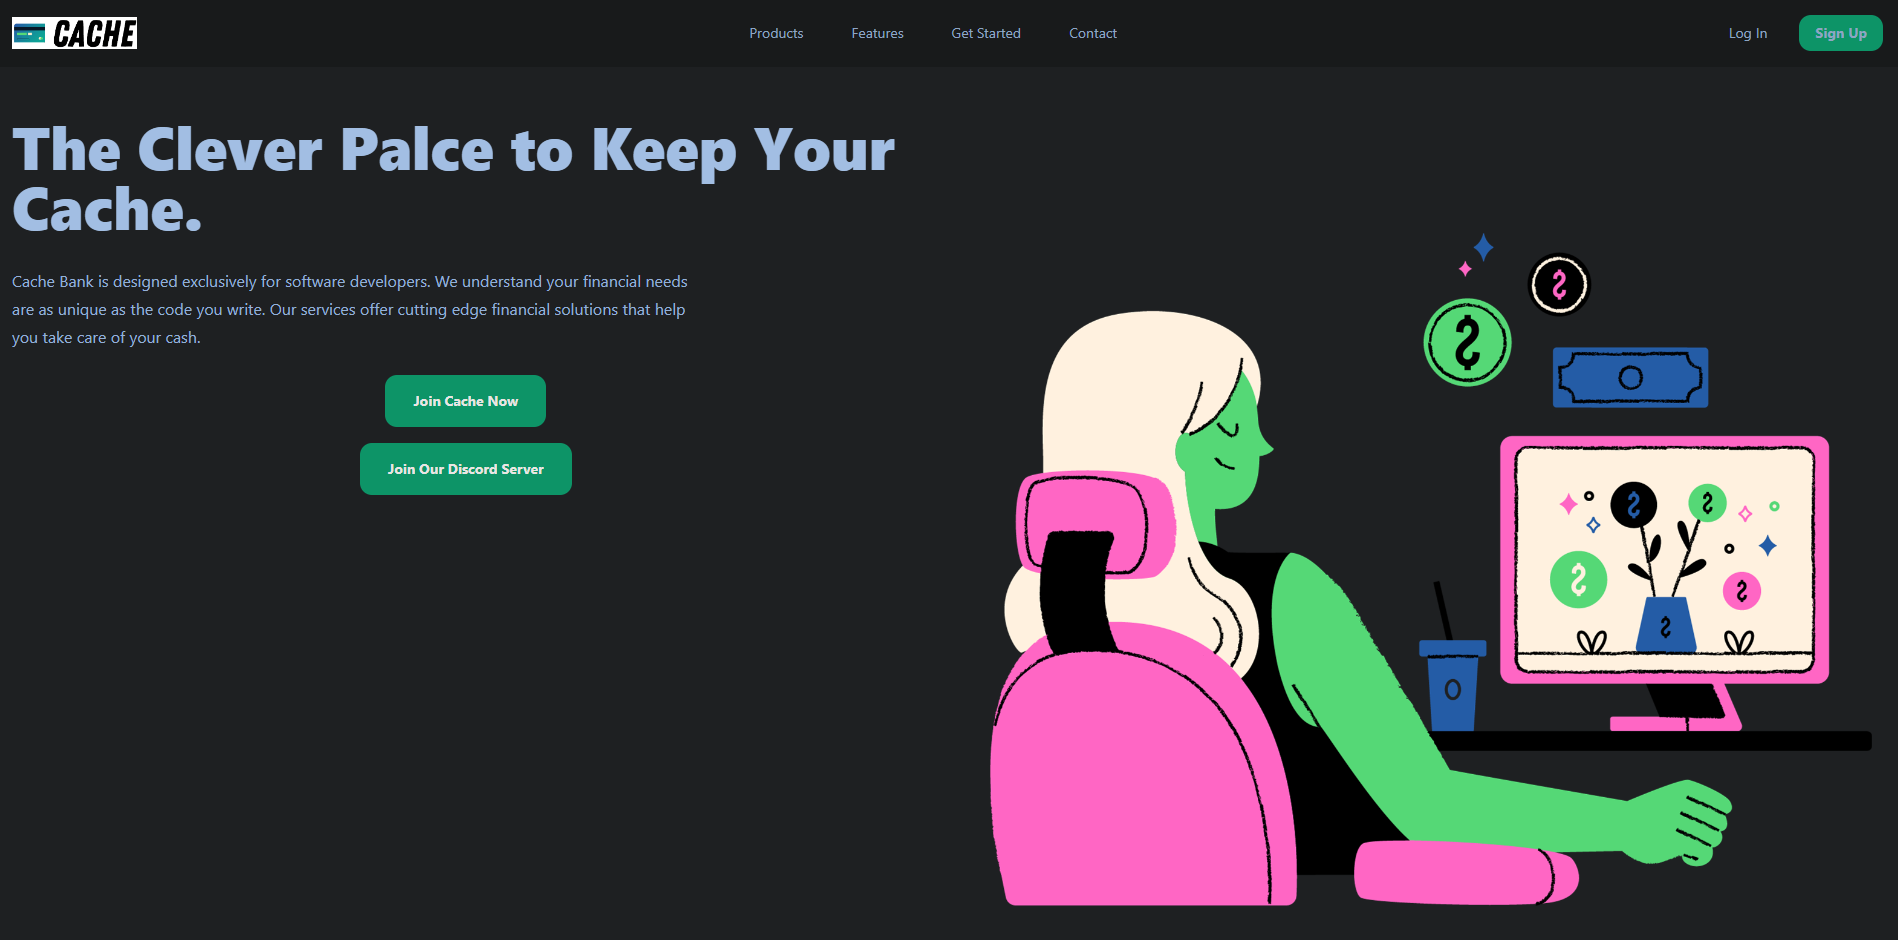 CACHE
Products
Features
Get Started
Contact
Log In
Sign Up
The Clever Palce to Keep Your
Cache.
Cache Bank is designed exclusively for software developers. We understand your financial needs
are as unique as the code you write. Our services offer cutting edge financial solutions that help
you take care of your cash.
Join Cache Now
Join Our Discord Server